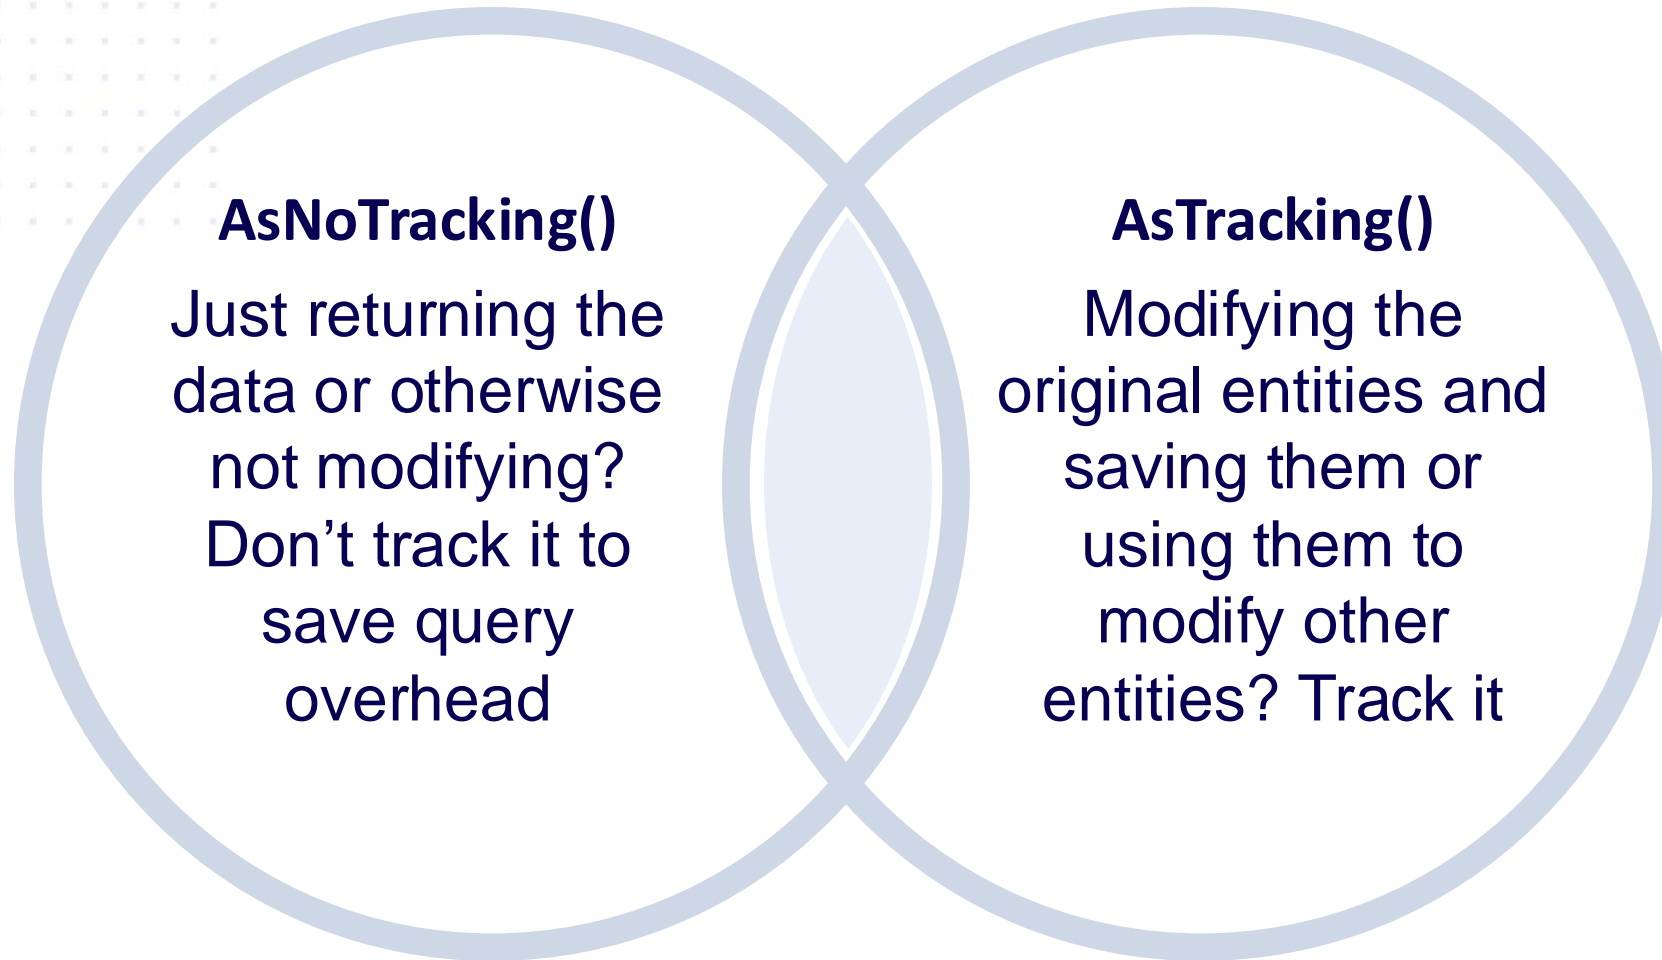 AsNoTracking()
Just returning the
data or otherwise
not modifying?
Don’t track it to
save query
overhead
AsTracking()
Modifying the
original entities and
saving them or
using them to
modify other
entities? Track it